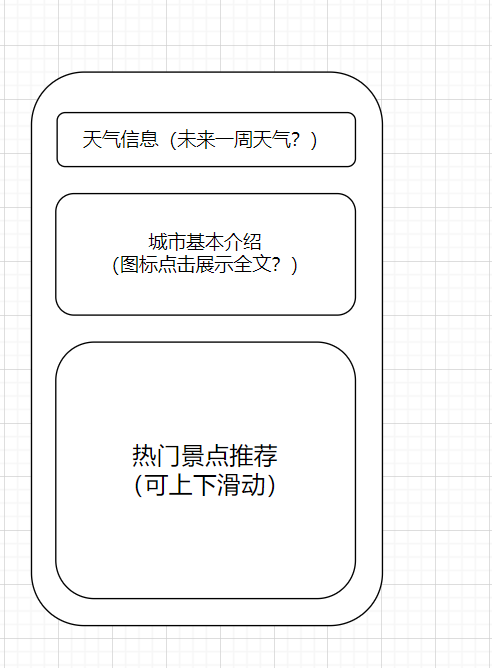 天气信息（未来一周天气？）
城市基本介绍
（图标点击展示全文？）
热门景点推荐
（可上下滑动）